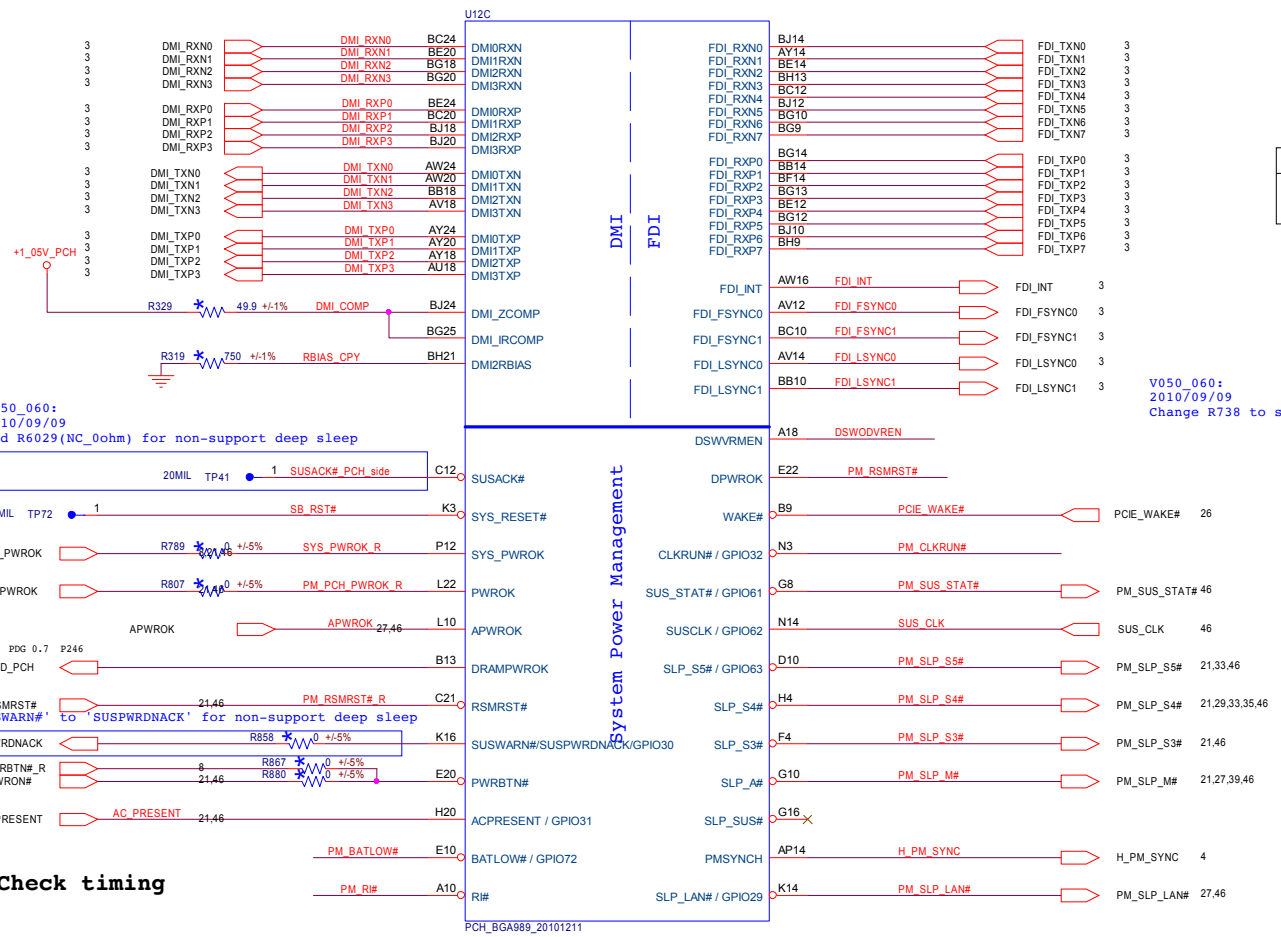 U12C
3 DMI_RXN0 DMI_RXN0 BC24 DMI0RXN
3 DMI_RXN1 DMI_RXN1 BE20 DMI1RXN
3 DMI_RXN2 DMI_RXN2 BG18 DMI2RXN
3 DMI_RXN3 DMI_RXN3 BG20 DMI3RXN
3 DMI_RXP0 DMI_RXP0 BE24 DMI0RXP
3 DMI_RXP1 DMI_RXP1 BC20 DMI1RXP
3 DMI_RXP2 DMI_RXP2 BJ18 DMI2RXP
3 DMI_RXP3 DMI_RXP3 BJ20 DMI3RXP
3 DMI_TXN0 DMI_TXN0 AW24 DMI0TXN
3 DMI_TXN1 DMI_TXN1 AW20 DMI1TXN
3 DMI_TXN2 DMI_TXN2 BB18 DMI2TXN
3 DMI_TXN3 DMI_TXN3 AV18 DMI3TXN
3 DMI_TXP0 DMI_TXP0 AY24 DMI0TXP
3 DMI_TXP1 DMI_TXP1 AY20 DMI1TXP
3 DMI_TXP2 DMI_TXP2 AY18 DMI2TXP
3 DMI_TXP3 DMI_TXP3 AU18 DMI3TXP
+1_05V_PCH
R329 * 49.9 +/-1% DMI_COMP BJ24 DMI_ZCOMP
BG25 DMI_IRCOMP
R319 * 750 +/-1% RBIAS_CPY BH21 DMI2RBIAS
DMI
FDI
FDI_RXN0 BJ14 FDI_TXN0 3
FDI_RXN1 AY14 FDI_TXN1 3
FDI_RXN2 BE14 FDI_TXN2 3
FDI_RXN3 BH13 FDI_TXN3 3
FDI_RXN4 BC12 FDI_TXN4 3
FDI_RXN5 BJ12 FDI_TXN5 3
FDI_RXN6 BG10 FDI_TXN6 3
FDI_RXN7 BG9 FDI_TXN7 3
FDI_RXP0 BG14 FDI_TXP0 3
FDI_RXP1 BB14 FDI_TXP1 3
FDI_RXP2 BF14 FDI_TXP2 3
FDI_RXP3 BG13 FDI_TXP3 3
FDI_RXP4 BE12 FDI_TXP4 3
FDI_RXP5 BG12 FDI_TXP5 3
FDI_RXP6 BJ10 FDI_TXP6 3
FDI_RXP7 BH9 FDI_TXP7 3
FDI_INT AW16 FDI_INT FDI_INT 3
FDI_FSYNC0 AV12 FDI_FSYNC0 FDI_FSYNC0 3
FDI_FSYNC1 BC10 FDI_FSYNC1 FDI_FSYNC1 3
FDI_LSYNC0 AV14 FDI_LSYNC0 FDI_LSYNC0 3
FDI_LSYNC1 BB10 FDI_LSYNC1 FDI_LSYNC1 3
V050_060:
2010/09/09
Change R738 to s
50_060:
10/09/09
d R6029(NC_0ohm) for non-support deep sleep
20MIL TP41 1 SUSACK#_PCH_side C12 SUSACK#
MIL TP72 1 SB_RST# K3 SYS_RESET#
_PWROK R789 * 0 +/-5% SYS_PWROK_R P12 SYS_PWROK
PWROK R807 * 0 +/-5% PM_PCH_PWROK_R L22 PWROK
APWROK APWROK 27,46 L10 APWROK
PDG 0.7 P246
D_PCH B13 DRAMPWROK
SMRST# 21,46 PM_RSMRST#_R C21 RSMRST#
SWARN#' to 'SUSPWRDNACK' for non-support deep sleep
RDNACK R858 * 0 +/-5% K16 SUSWARN#/SUSPWRDNACK/GPIO30
RBTN#_R 8 R867 * 0 +/-5%
WRON# 21,46 R880 * 0 +/-5% E20 PWRBTN#
PRESENT AC_PRESENT 21,46 H20 ACPRESENT / GPIO31
PM_BATLOW# E10 BATLOW# / GPIO72
PM_RI# A10 RI#
Check timing
System Power Management
DSWVRMEN A18 DSWODVREN
DPWROK E22 PM_RSMRST#
WAKE# B9 PCIE_WAKE# PCIE_WAKE# 26
CLKRUN# / GPIO32 N3 PM_CLKRUN#
SUS_STAT# / GPIO61 G8 PM_SUS_STAT# PM_SUS_STAT# 46
SUSCLK / GPIO62 N14 SUS_CLK SUS_CLK 46
SLP_S5# / GPIO63 D10 PM_SLP_S5# PM_SLP_S5# 21,33,46
SLP_S4# H4 PM_SLP_S4# PM_SLP_S4# 21,29,33,35,46
SLP_S3# F4 PM_SLP_S3# PM_SLP_S3# 21,46
SLP_A# G10 PM_SLP_M# PM_SLP_M# 21,27,39,46
SLP_SUS# G16
PMSYNCH AP14 H_PM_SYNC H_PM_SYNC 4
SLP_LAN# / GPIO29 K14 PM_SLP_LAN# PM_SLP_LAN# 27,46
PCH_BGA989_20101211